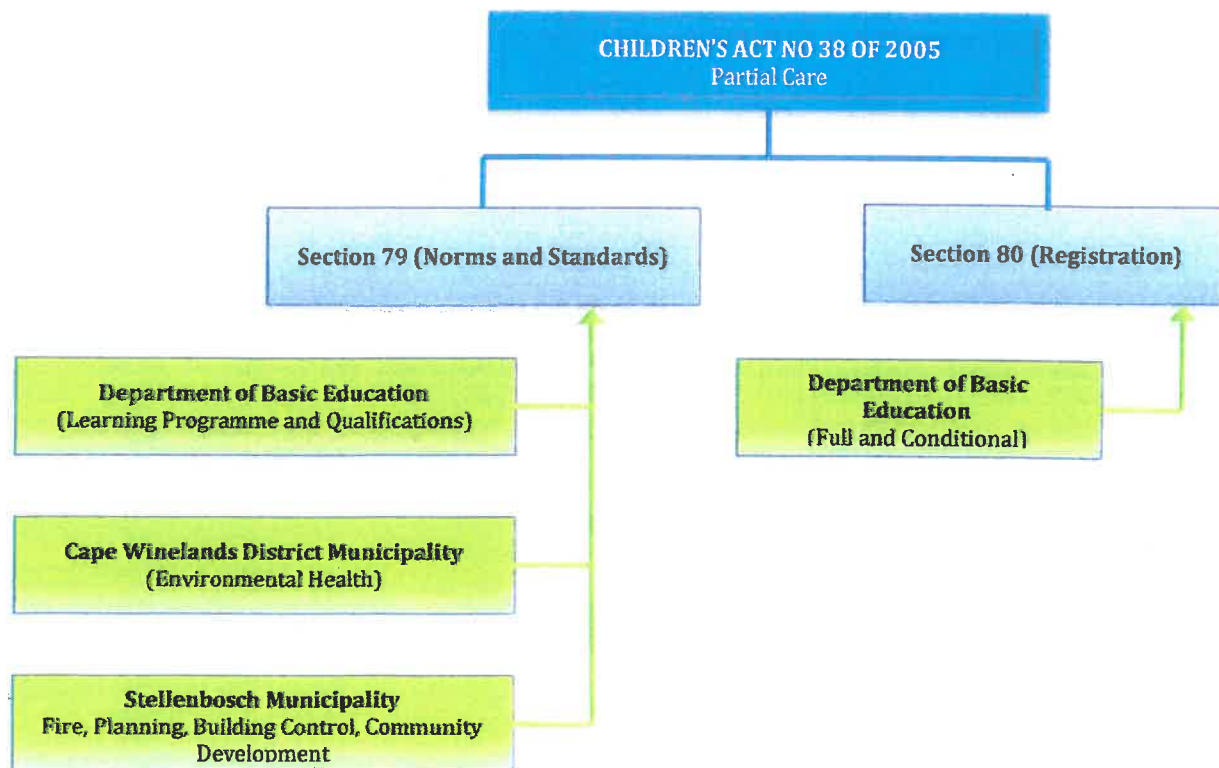 CHILDREN'S ACT NO 38 OF 2005
Partial Care
Section 79 (Norms and Standards)
Section 80 (Registration)
Department of Basic Education
(Learning Programme and Qualifications)
Department of Basic
Education
(Full and Conditional)
Cape Winelands District Municipality
(Environmental Health)
Stellenbosch Municipality
Fire, Planning, Building Control, Community
Development